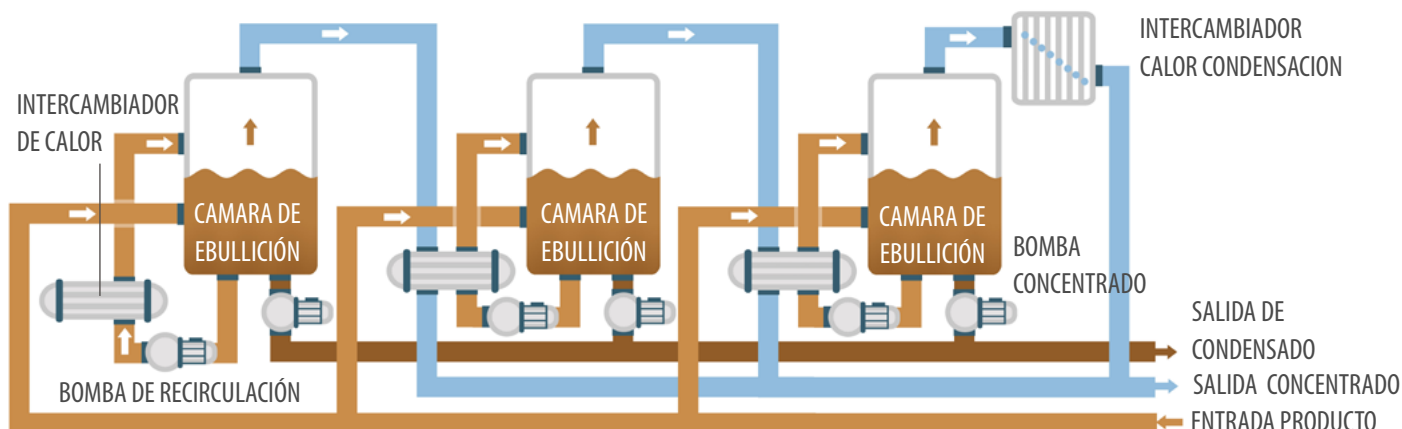 INTERCAMBIADOR
CALOR CONDENSACION
INTERCAMBIADOR
DE CALOR
CAMARA DE
EBULLICIÓN
CAMARA DE
EBULLICIÓN
CAMARA DE
EBULLICIÓN
BOMBA
CONCENTRADO
SALIDA DE
CONDENSADO
BOMBA DE RECIRCULACIÓN
SALIDA CONCENTRADO
ENTRADA PRODUCTO